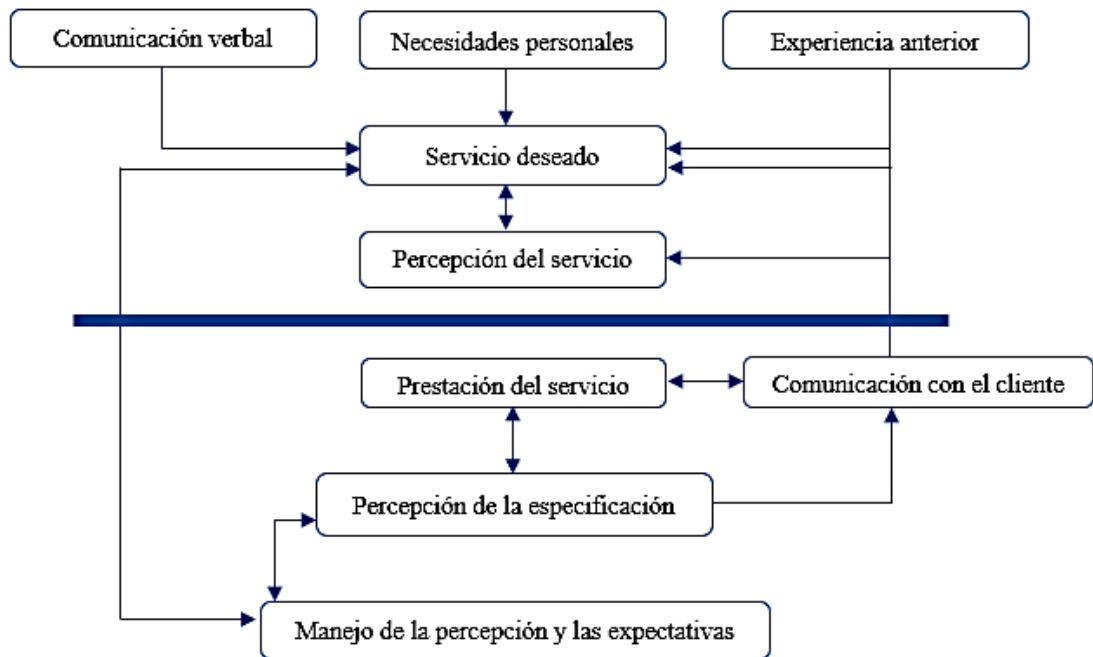 Comunicación verbal
Necesidades personales
Experiencia anterior
Servicio deseado
Percepción del servicio
Prestación del servicio
Comunicación con el cliente
Percepción de la especificación
Manejo de la percepción y las expectativas